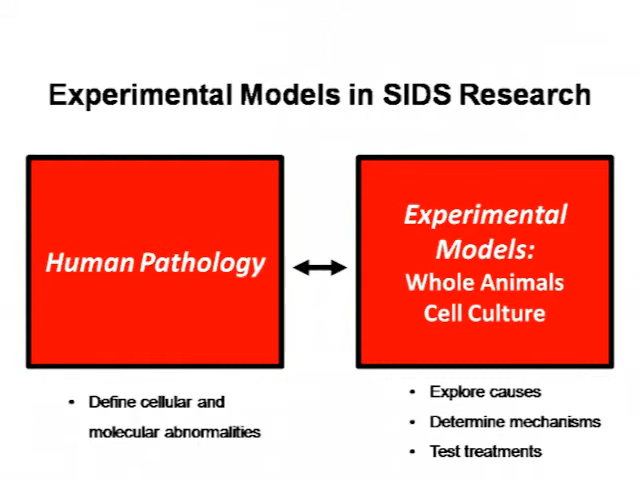 Experimental Models in SIDS Research
Human Pathology
Experimental
Models:
Whole Animals
Cell Culture
• Define cellular and
molecular abnormalities
• Explore causes
• Determine mechanisms
• Test treatments